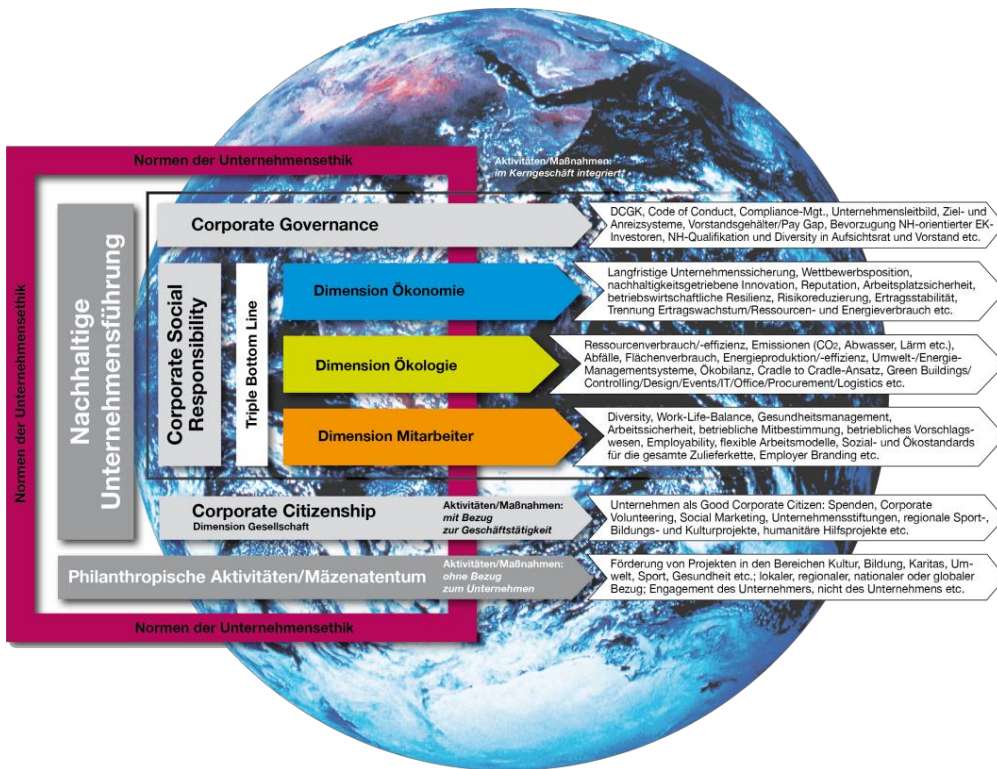 Normen der Unternehmensethik
Aktivitäten/Maßnahmen:
im Kerngeschäft integriert
Normen der Unternehmensethik
Nachhaltige
Unternehmensführung
Corporate Governance
DCGK, Code of Conduct, Compliance-Mgt., Unternehmensleitbild, Ziel- und
Anreizsysteme, Vorstandsgehälter/Pay Gap, Bevorzugung NH-orientierter EK-
Investoren, NH-Qualifikation und Diversity in Aufsichtsrat und Vorstand etc.
Corporate Social
Responsibility
Triple Bottom Line
Dimension Ökonomie
Langfristige Unternehmenssicherung, Wettbewerbsposition,
nachhaltigkeitsgetriebene Innovation, Reputation, Arbeitsplatzsicherheit,
betriebswirtschaftliche Resilienz, Risikoreduzierung, Ertragsstabilität,
Trennung Ertragswachstum/Ressourcen- und Energieverbrauch etc.
Dimension Ökologie
Ressourcenverbrauch/-effizienz, Emissionen (CO₂, Abwasser, Lärm etc.),
Abfälle, Flächenverbrauch, Energieproduktion/-effizienz, Umwelt-/Energie-
Managementsysteme, Ökobilanz, Cradle to Cradle-Ansatz, Green Buildings/
Controlling/Design/Events/IT/Office/Procurement/Logistics etc.
Dimension Mitarbeiter
Diversity, Work-Life-Balance, Gesundheitsmanagement,
Arbeitssicherheit, betriebliche Mitbestimmung, betriebliches Vorschlags-
wesen, Employability, flexible Arbeitsmodelle, Sozial- und Ökostandards
für die gesamte Zulieferkette, Employer Branding etc.
Corporate Citizenship
Dimension Gesellschaft
Aktivitäten/Maßnahmen:
mit Bezug
zur Geschäftstätigkeit
Unternehmen als Good Corporate Citizen: Spenden, Corporate
Volunteering, Social Marketing, Unternehmensstiftungen, regionale Sport-,
Bildungs- und Kulturprojekte, humanitäre Hilfsprojekte etc.
Philanthropische Aktivitäten/Mäzenatentum
Aktivitäten/Maßnahmen:
ohne Bezug
zum Unternehmen
Förderung von Projekten in den Bereichen Kultur, Bildung, Karitas, Um-
welt, Sport, Gesundheit etc.; lokaler, regionaler, nationaler oder globaler
Bezug; Engagement des Unternehmers, nicht des Unternehmens etc.
Normen der Unternehmensethik